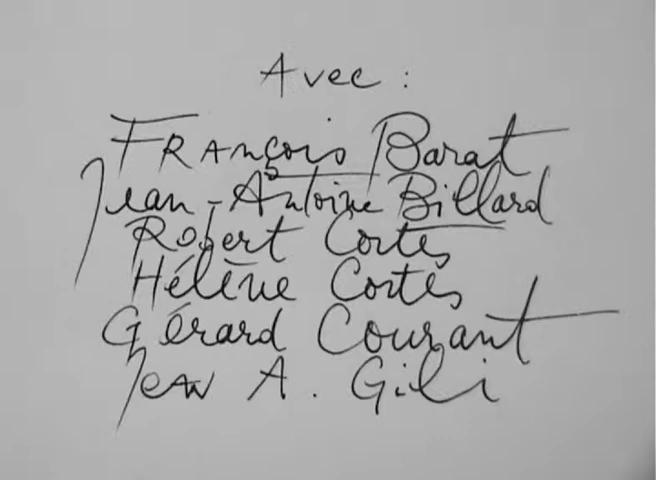 Avec :
François Barat
Jean-Antoine Billard
Robert Cortes
Hélène Cortes
Gérard Courant
Jean A. Gili